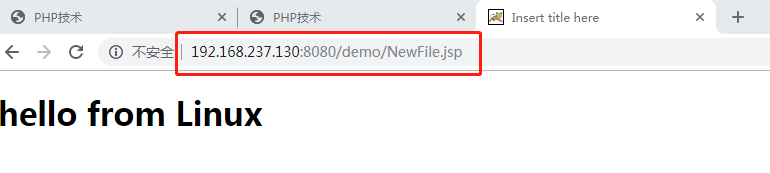 PHP技术
PHP技术
Insert title here
不安全
192.168.237.130:8080/demo/NewFile.jsp
hello from Linux